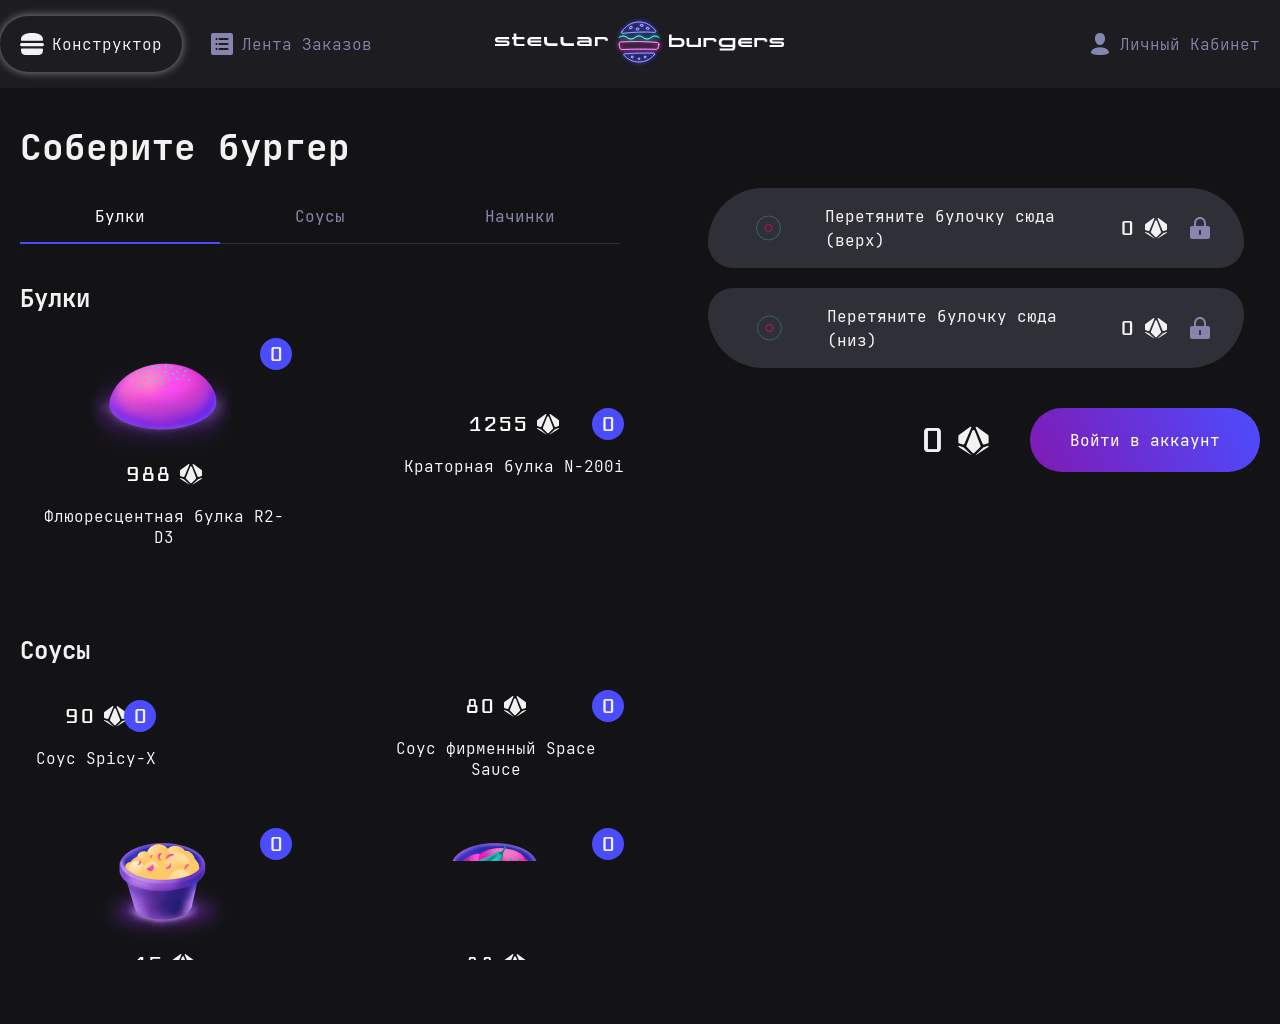 Конструктор
Лента Заказов
stellar burgers
Личный Кабинет
Соберите бургер
Булки
Соусы
Начинки
Перетяните булочку сюда
(верх)
0
Перетяните булочку сюда
(низ)
0
0
Войти в аккаунт
Булки
0
988
Флюоресцентная булка R2-
D3
1255
0
Краторная булка N-200i
Соусы
90
0
Соус Spicy-X
80
0
Соус фирменный Space
Sauce
0
0